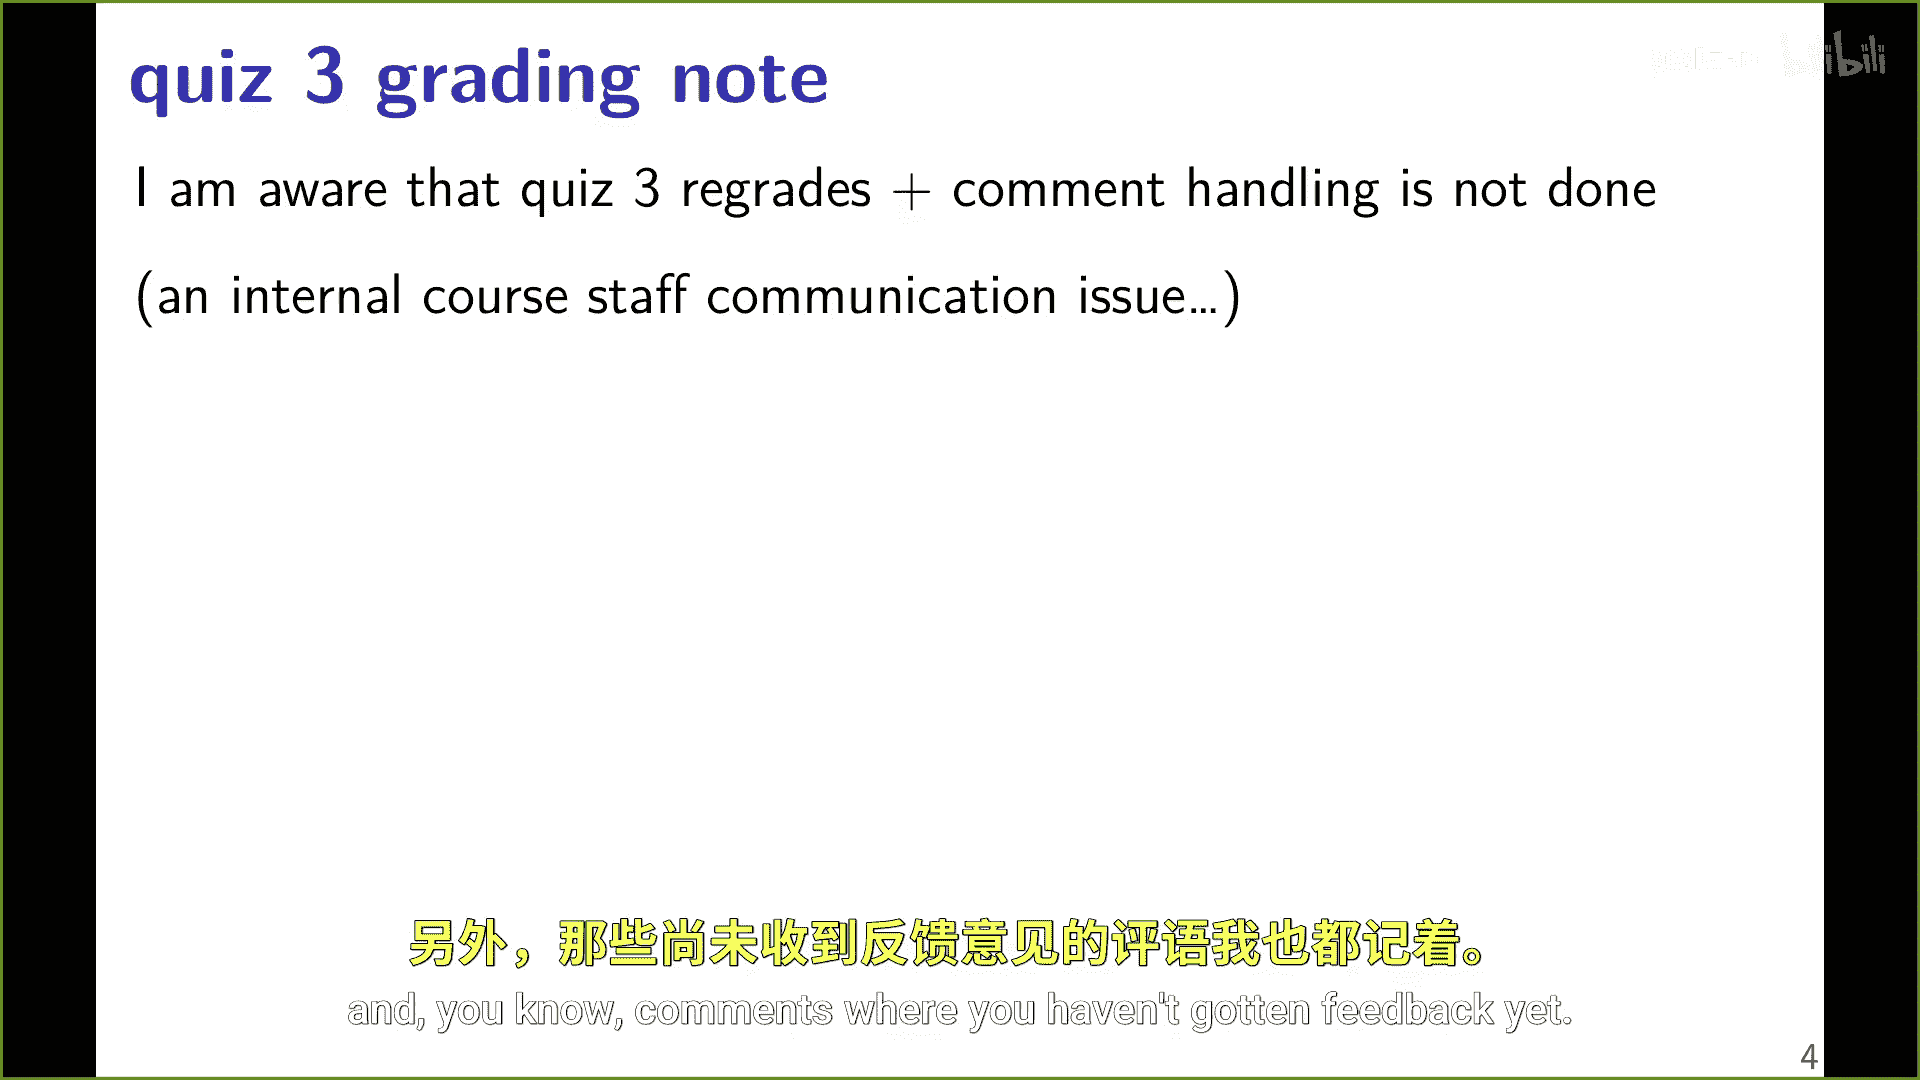 quiz 3 grading note
I am aware that quiz 3 regrades + comment handling is not done
(an internal course staff communication issue…)
另外，那些尚未收到反馈意见的评语我也都记着。
and, you know, comments where you haven't gotten feedback yet.
4
bilibili